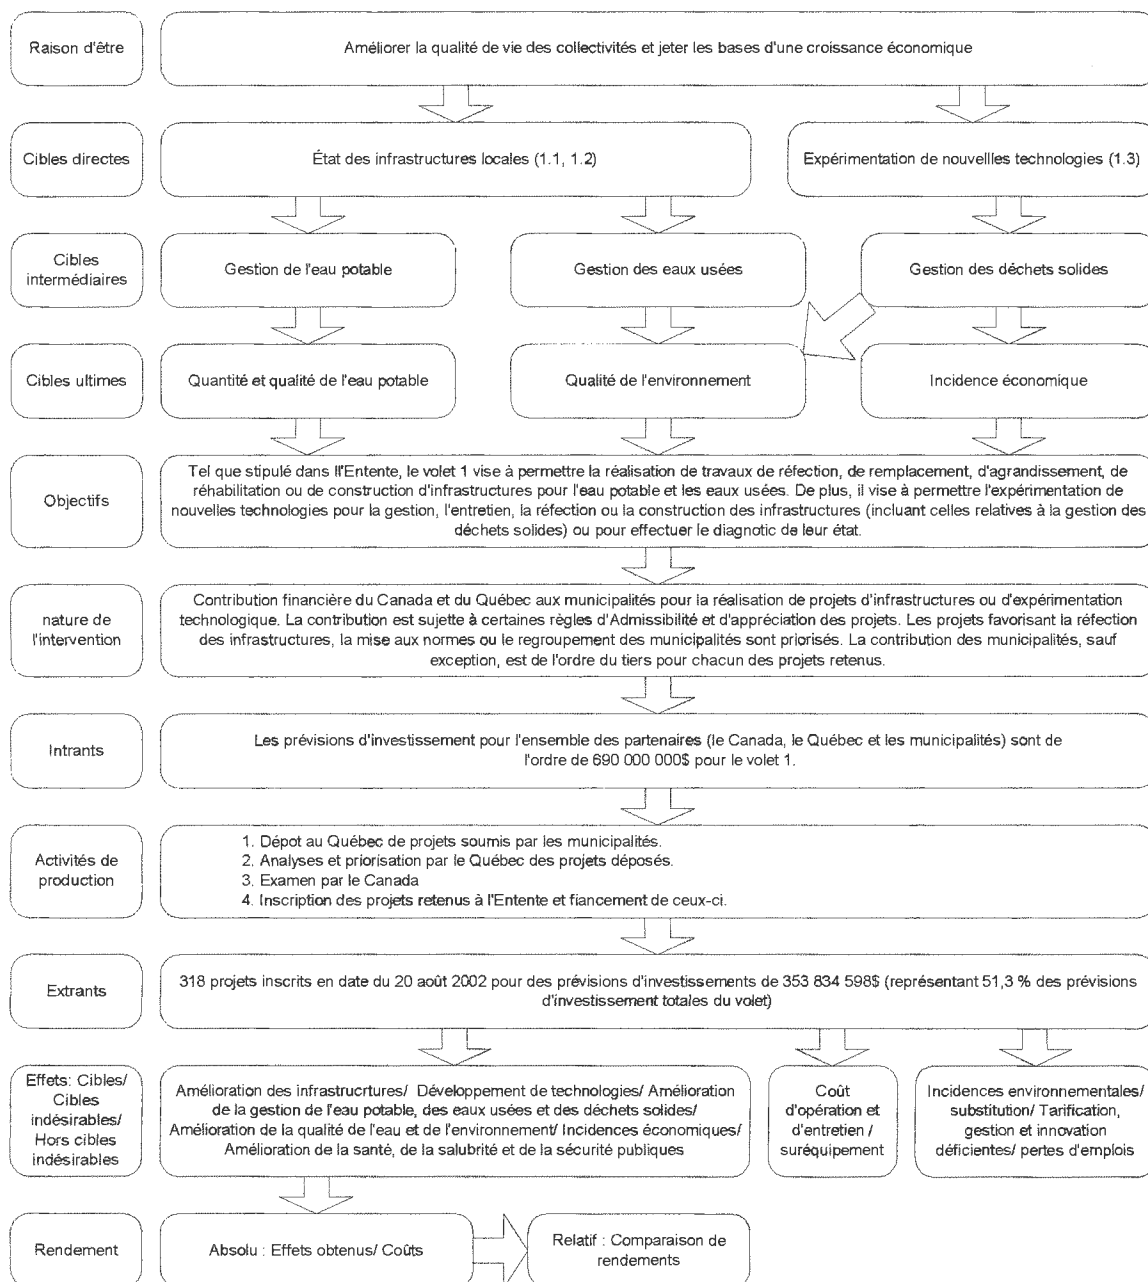 Raison d'être
Améliorer la qualité de vie des collectivités et jeter les bases d'une croissance économique
Cibles directes
État des infrastructures locales (1.1, 1.2)
Expérimentation de nouvellles technologies (1.3)
Cibles
intermédiaires
Gestion de l'eau potable
Gestion des eaux usées
Gestion des déchets solides
Cibles ultimes
Quantité et qualité de l'eau potable
Qualité de l'environnement
Incidence économique
Objectifs
Tel que stipulé dans ll'Entente, le volet 1 vise à permettre la réalisation de travaux de réfection, de remplacement, d'agrandissement, de
réhabilitation ou de construction d'infrastructures pour l'eau potable et les eaux usées. De plus, il vise à permettre l'expérimentation de
nouvelles technologies pour la gestion, l'entretien, la réfection ou la construction des infrastructures (incluant celles relatives à la gestion des
déchets solides) ou pour effectuer le diagnotic de leur état.
nature de
l'intervention
Contribution financière du Canada et du Québec aux municipalités pour la réalisation de projets d'infrastructures ou d'expérimentation
technologique. La contribution est sujette à certaines règles d'Admissibilité et d'appréciation des projets. Les projets favorisant la réfection
des infrastructures, la mise aux normes ou le regroupement des municipalités sont priorisés. La contribution des municipalités, sauf
exception, est de l'ordre du tiers pour chacun des projets retenus.
Intrants
Les prévisions d'investissement pour l'ensemble des partenaires (le Canada, le Québec et les municipalités) sont de
l'ordre de 690 000 000$ pour le volet 1.
Activités de
production
1. Dépot au Québec de projets soumis par les municipalités.
2. Analyses et priorisation par le Québec des projets déposés.
3. Examen par le Canada
4. Inscription des projets retenus à l'Entente et fiancement de ceux-ci.
Extrants
318 projets inscrits en date du 20 août 2002 pour des prévisions d'investissements de 353 834 598$ (représentant 51,3 % des prévisions
d'investissement totales du volet)
Effets: Cibles/
Cibles
indésirables/
Hors cibles
indésirables
Amélioration des infrastrucrtures/ Développement de technologies/ Amélioration
de la gestion de l'eau potable, des eaux usées et des déchets solides/
Amélioration de la qualité de l'eau et de l'environnement/ Incidences économiques/
Amélioration de la santé, de la salubrité et de la sécurité publiques
Coût
d'opération et
d'entretien /
suréquipement
Incidences environnementales/
substitution/ Tarification,
gestion et innovation
déficientes/ pertes d'emplois
Rendement
Absolu : Effets obtenus/ Coûts
Relatif : Comparaison de
rendements